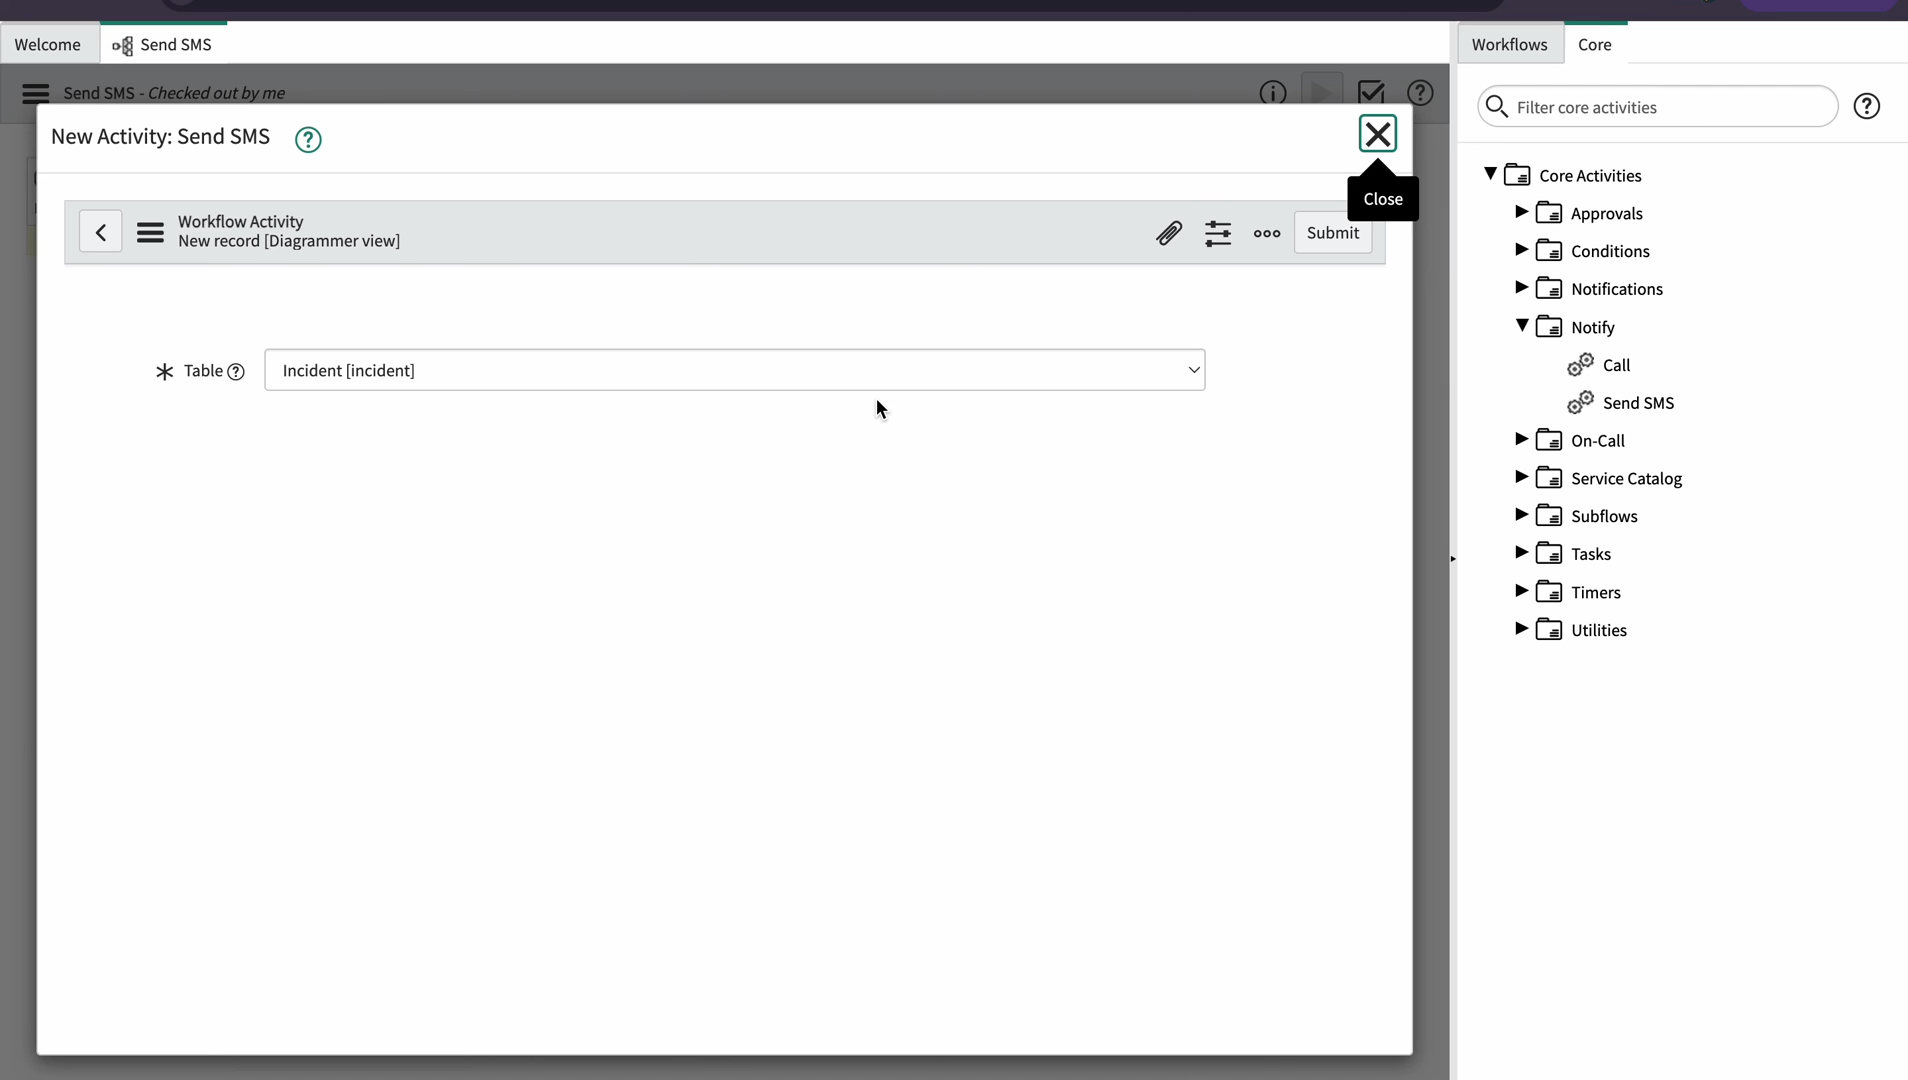 Welcome
Send SMS
Workflows
Core
Send SMS - Checked out by me
Filter core activities
New Activity: Send SMS
Close
Workflow Activity
New record [Diagrammer view]
Submit
Table
Incident [incident]
Core Activities
Approvals
Conditions
Notifications
Notify
Call
Send SMS
On-Call
Service Catalog
Subflows
Tasks
Timers
Utilities